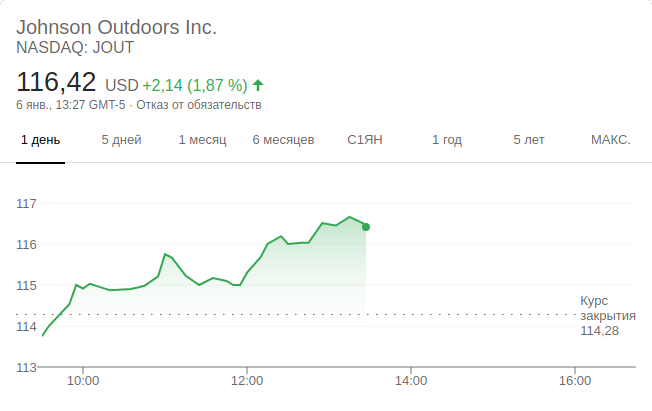 Johnson Outdoors Inc.
NASDAQ: JOUT
116,42 USD +2,14 (1,87 %)
6 янв., 13:27 GMT-5 · Отказ от обязательств
1 день 5 дней 1 месяц 6 месяцев С1ЯН 1 год 5 лет МАКС.
117
116
115
Курс
закрытия
114,28
114
113
10:00 12:00 14:00 16:00